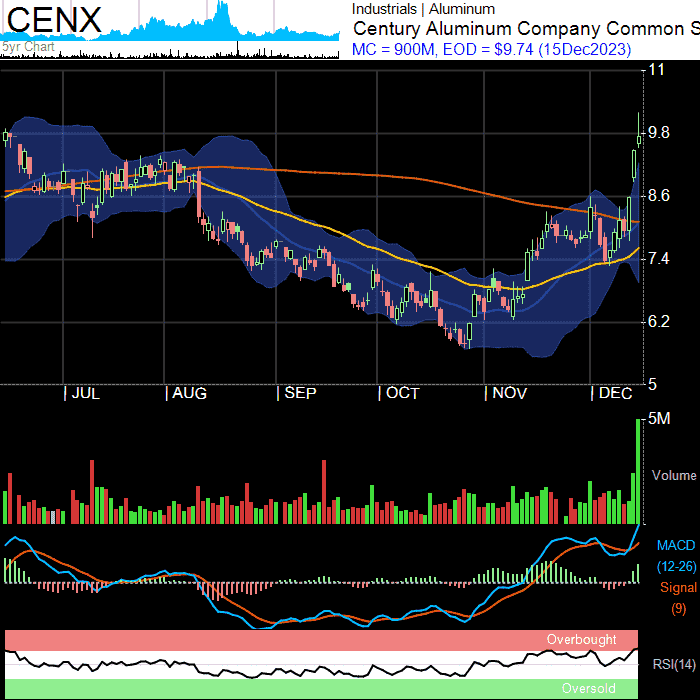 CENX
5yr Chart
Industrials | Aluminum
Century Aluminum Company Common S
MC = 900M, EOD = $9.74 (15Dec2023)
11
9.8
8.6
7.4
6.2
5
| JUL | AUG | SEP | OCT | NOV | DEC
5M
Volume
MACD
(12-26)
Signal
(9)
Overbought
RSI(14)
Oversold